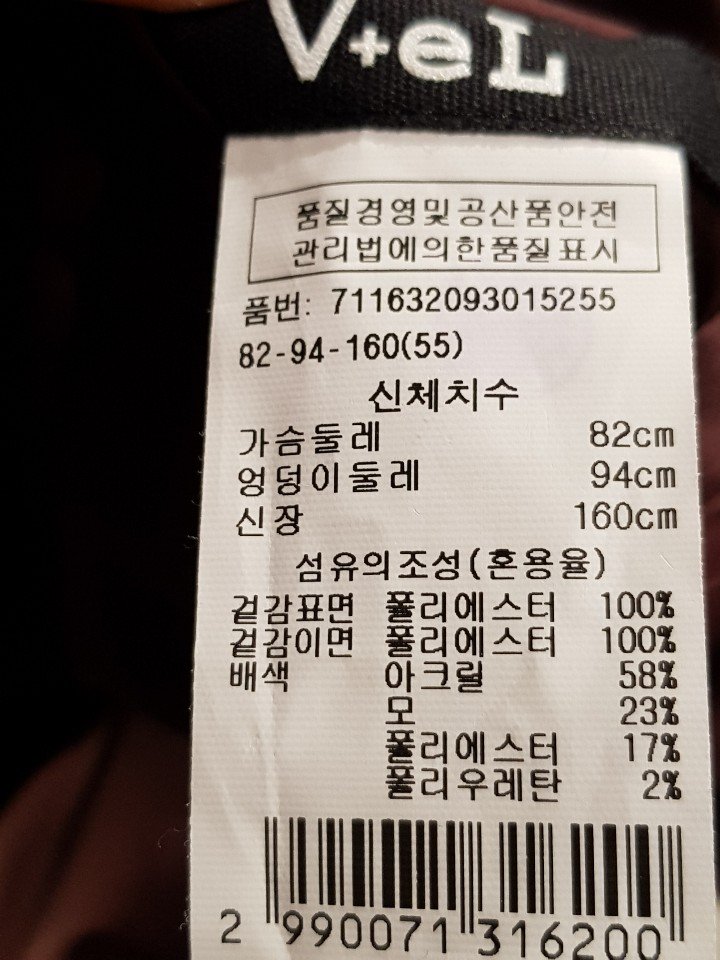 V+eL
품질경영및공산품안전
관리법에의한품질표시
품번: 711632093015255
82-94-160(55)
신체치수
가슴둘레 82cm
엉덩이둘레 94cm
신장 160cm
섬유의조성(혼용율)
겉감표면 폴리에스터 100%
겉감이면 폴리에스터 100%
배색 아크릴 58%
모 23%
폴리에스터 17%
폴리우레탄 2%
2 990071 316200